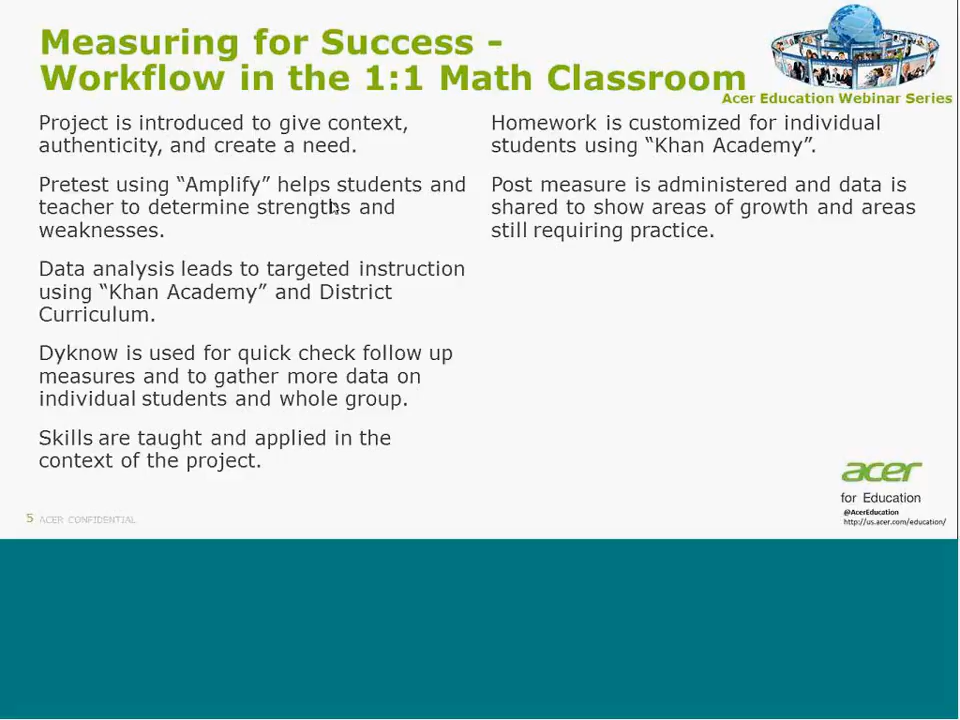 Measuring for Success -
Workflow in the 1:1 Math Classroom
Acer Education Webinar Series
Project is introduced to give context,
authenticity, and create a need.
Pretest using “Amplify” helps students and
teacher to determine strengths and
weaknesses.
Data analysis leads to targeted instruction
using “Khan Academy” and District
Curriculum.
Dyknow is used for quick check follow up
measures and to gather more data on
individual students and whole group.
Skills are taught and applied in the
context of the project.
Homework is customized for individual
students using “Khan Academy”.
Post measure is administered and data is
shared to show areas of growth and areas
still requiring practice.
acer
for Education
@AcerEducation
http://us.acer.com/education/
5 ACER CONFIDENTIAL